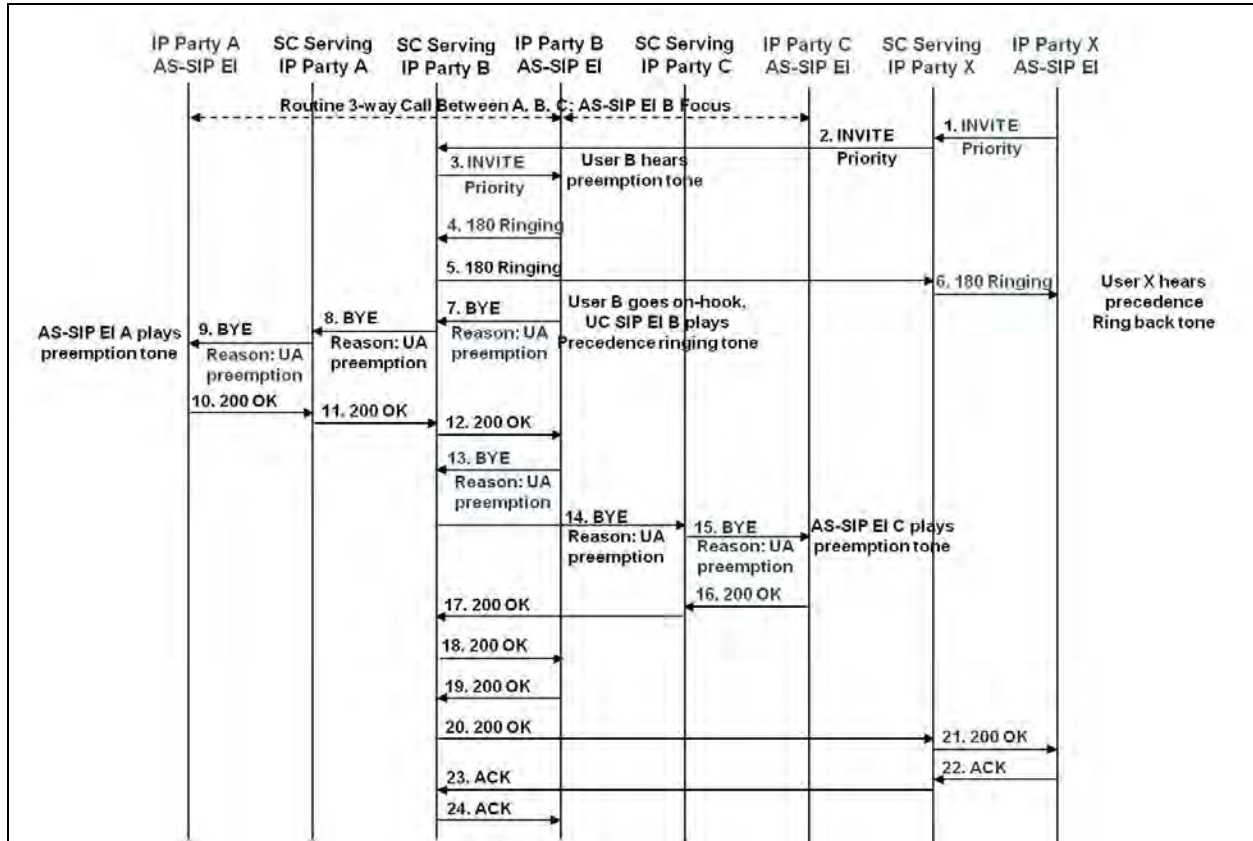 IP Party A
AS-SIP EI
SC Serving
IP Party A
SC Serving
IP Party B
IP Party B
AS-SIP EI
SC Serving
IP Party C
IP Party C
AS-SIP EI
SC Serving
IP Party X
IP Party X
AS-SIP EI
Routine 3-way Call Between A, B, C; AS-SIP EI B Focus
1. INVITE
Priority
2. INVITE
Priority
3. INVITE
Priority
User B hears
preemption tone
4. 180 Ringing
5. 180 Ringing
6. 180 Ringing
User X hears
precedence
Ring back tone
7. BYE
Reason: UA
preemption
User B goes on-hook,
UC SIP EI B plays
Precedence ringing tone
8. BYE
Reason: UA
preemption
9. BYE
Reason: UA
preemption
AS-SIP EI A plays
preemption tone
10. 200 OK
11. 200 OK
12. 200 OK
13. BYE
Reason: UA
preemption
14. BYE
Reason: UA
preemption
15. BYE
Reason: UA
preemption
AS-SIP EI C plays
preemption tone
16. 200 OK
17. 200 OK
18. 200 OK
19. 200 OK
20. 200 OK
21. 200 OK
22. ACK
23. ACK
24. ACK